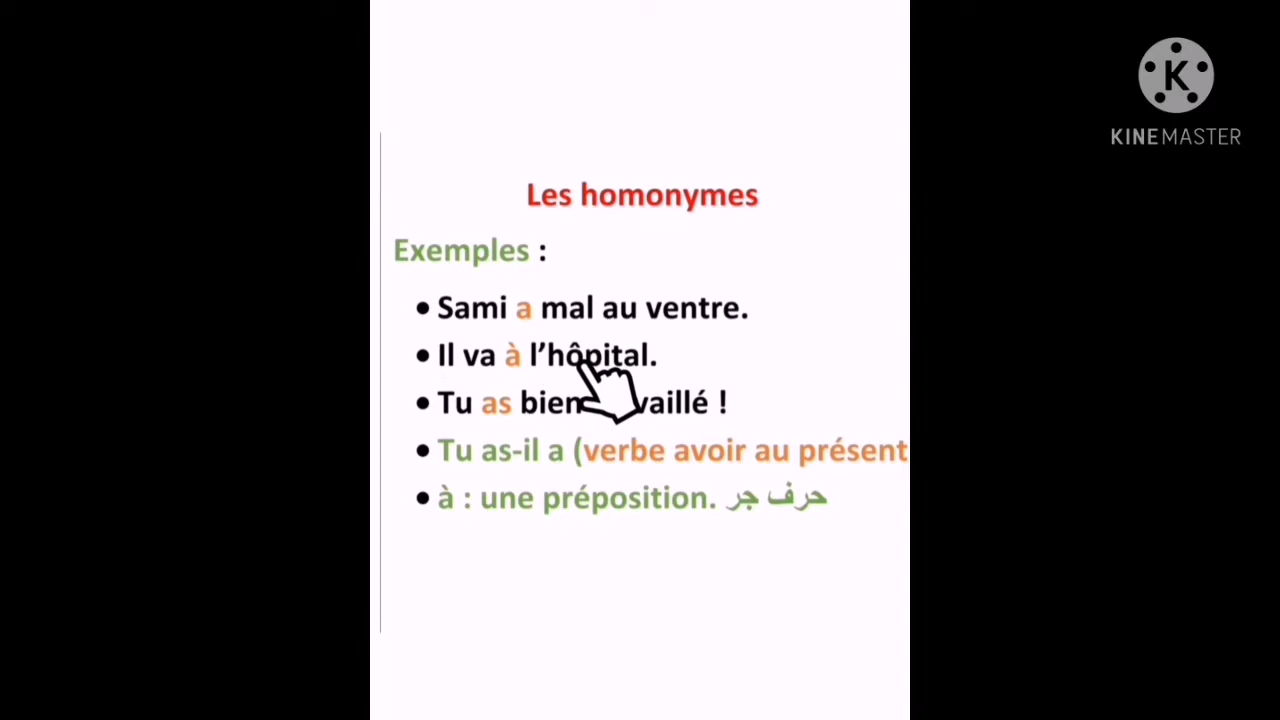 KINEMASTER
Les homonymes
Exemples :
• Sami a mal au ventre.
• Il va à l'hôpital.
• Tu as bien vaillé !
• Tu as-il a (verbe avoir au présent
• à : une préposition. حرف جر